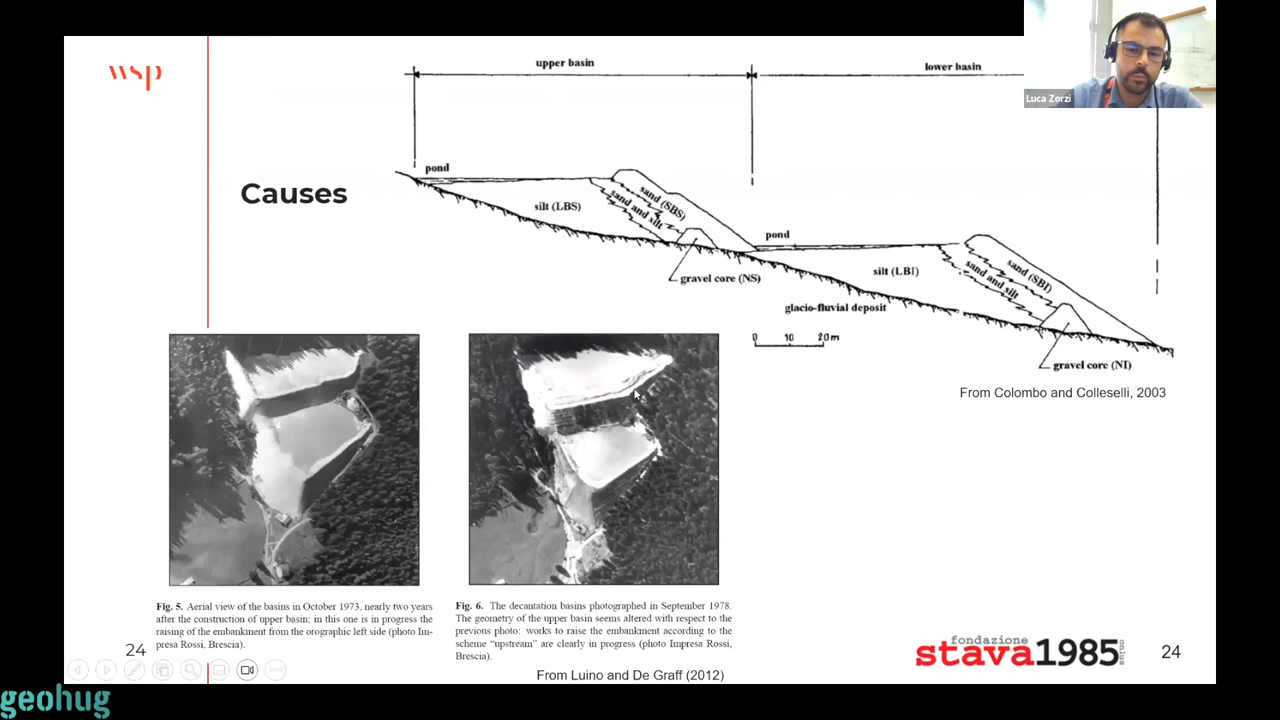 Luca Zorzi
wsp
upper basin
lower basin
Causes
pond
silt (LBS)
sand (SBS)
sand and silt
gravel core (NS)
pond
silt (LBI)
sand (SBI)
sand and silt
glacio-fluvial deposit
0 10 20m
gravel core (NI)
From Colombo and Colleselli, 2003
Fig. 5. Aerial view of the basins in October 1973, nearly two years
after the construction of upper basin; in this one is in progress the
raising of the embankment from the orographic left side (photo Im-
presa Rossi, Brescia).
Fig. 6. The decantation basins photographed in September 1978.
The geometry of the upper basin seems altered with respect to the
previous photo: works to raise the embankment according to the
scheme “upstream” are clearly in progress (photo Impresa Rossi,
Brescia).
From Luino and De Graff (2012)
24
fondazione
stava1985
onlus
24
geohug